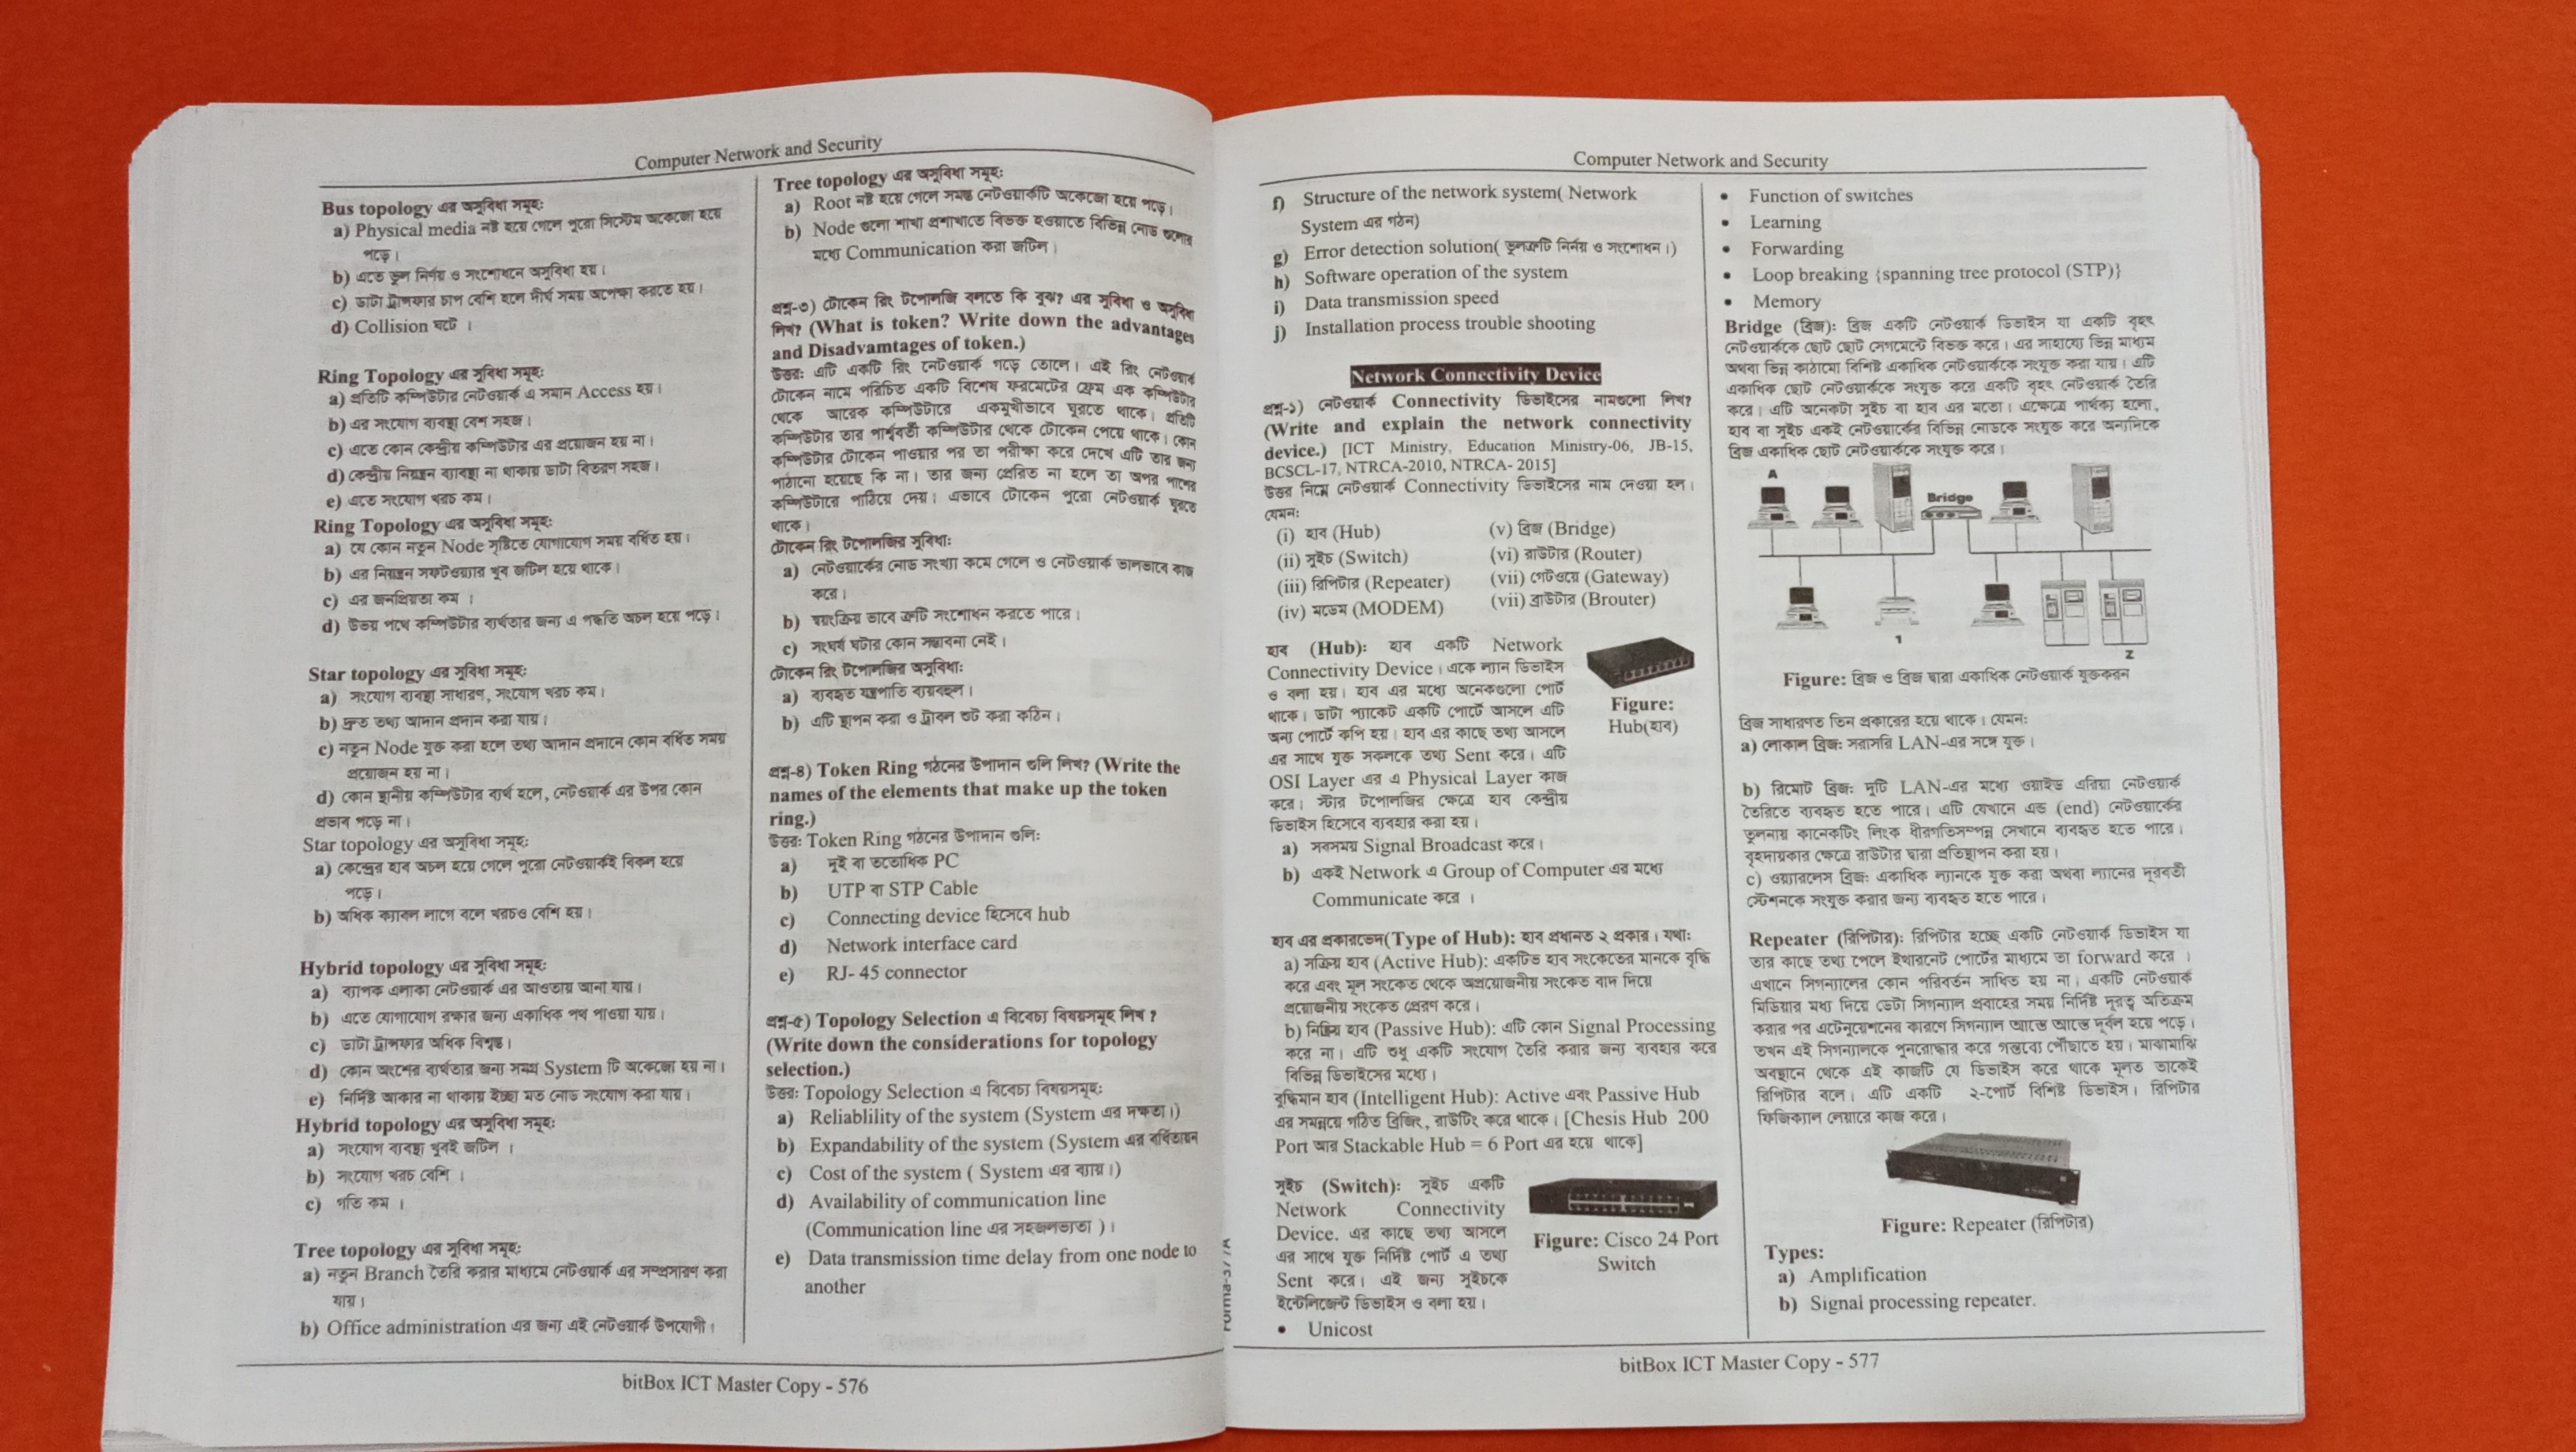 Computer Network and Security
Bus topology এর অসুবিধা সমূহ:
a) Physical media নষ্ট হয়ে গেলে পুরো সিস্টেম অকেজো হয়ে
পড়ে।
b) এতে ভুল নির্ণয় ও সংশোধনে অসুবিধা হয়।
c) ডাটা ট্রান্সফার চাপ বেশি হলে দীর্ঘ সময় অপেক্ষা করতে হয়।
d) Collision ঘটে ।
Ring Topology এর সুবিধা সমূহ:
a) প্রতিটি কম্পিউটার নেটওয়ার্ক এ সমান Access হয়।
b) এর সংযোগ ব্যবস্থা বেশ সহজ।
c) এতে কোন কেন্দ্রীয় কম্পিউটার এর প্রয়োজন হয় না।
d) কেন্দ্রীয় নিয়ন্ত্রন ব্যাবস্থা না থাকায় ডাটা বিতরণ সহজ।
e) এতে সংযোগ খরচ কম।
Ring Topology এর অসুবিধা সমূহ:
a) যে কোন নতুন Node সৃষ্টিতে যোগাযোগ সময় বর্ধিত হয়।
b) এর নিয়ন্ত্রন সফটওয়্যার খুব জটিল হয়ে থাকে।
c) এর জনপ্রিয়তা কম ।
d) উভয় পথে কম্পিউটার ব্যর্থতার জন্য এ পদ্ধতি অচল হয়ে পড়ে।
Star topology এর সুবিধা সমূহ:
a) সংযোগ ব্যবস্থা সাধারণ, সংযোগ খরচ কম।
b) দ্রুত তথ্য আদান প্রদান করা যায়।
c) নতুন Node যুক্ত করা হলে তথ্য আদান প্রদানে কোন বর্ধিত সময়
প্রয়োজন হয় না।
d) কোন স্থানীয় কম্পিউটার ব্যর্থ হলে, নেটওয়ার্ক এর উপর কোন
প্রভাব পড়ে না।
Star topology এর অসুবিধা সমূহ:
a) কেন্দ্রের হাব অচল হয়ে গেলে পুরো নেটওয়ার্কই বিকল হয়ে
পড়ে।
b) অধিক ক্যাবল লাগে বলে খরচও বেশি হয়।
Hybrid topology এর সুবিধা সমূহ:
a) ব্যাপক এলাকা নেটওয়ার্ক এর আওতায় আনা যায়।
b) এতে যোগাযোগ রক্ষার জন্য একাধিক পথ পাওয়া যায়।
c) ডাটা ট্রান্সফার অধিক বিশ্বস্ত।
d) কোন অংশের ব্যর্থতার জন্য সমগ্র System টি অকেজো হয় না।
e) নির্দিষ্ট আকার না থাকায় ইচ্ছা মত নোড সংযোগ করা যায়।
Hybrid topology এর অসুবিধা সমূহ:
a) সংযোগ ব্যবস্থা খুবই জটিল ।
b) সংযোগ খরচ বেশি ।
c) গতি কম ।
Tree topology এর সুবিধা সমূহ:
a) নতুন Branch তৈরি করার মাধ্যমে নেটওয়ার্ক এর সম্প্রসারণ করা
যায়।
b) Office administration এর জন্য এই নেটওয়ার্ক উপযোগী।
Tree topology এর অসুবিধা সমূহ:
a) Root নষ্ট হয়ে গেলে সমস্ত নেটওয়ার্কটি অকেজো হয়ে পড়ে।
b) Node গুলো শাখা প্রশাখাতে বিভক্ত হওয়াতে বিভিন্ন নোড গুলোর
মধ্যে Communication করা জটিল।
প্রশ্ন-৩) টোকেন রিং টপোলজি বলতে কি বুঝ? এর সুবিধা ও অসুবিধা
লিখ? (What is token? Write down the advantages
and Disadvamtages of token.)
উত্তর: এটি একটি রিং নেটওয়ার্ক গড়ে তোলে। এই রিং নেটওয়ার্ক
টোকেন নামে পরিচিত একটি বিশেষ ফরমেটের ফ্রেম এক কম্পিউটার
থেকে আরেক কম্পিউটারে একমুখীভাবে ঘুরতে থাকে। প্রতিটি
কম্পিউটার তার পার্শ্ববর্তী কম্পিউটার থেকে টোকেন পেয়ে থাকে। কোন
কম্পিউটার টোকেন পাওয়ার পর তা পরীক্ষা করে দেখে এটি তার জন্য
পাঠানো হয়েছে কি না। তার জন্য প্রেরিত না হলে তা অপর পাশের
কম্পিউটারে পাঠিয়ে দেয়। এভাবে টোকেন পুরো নেটওয়ার্ক ঘুরতে
থাকে।
টোকেন রিং টপোলজির সুবিধা:
a) নেটওয়ার্কের নোড সংখ্যা কমে গেলে ও নেটওয়ার্ক ভালভাবে কাজ
করে।
b) স্বয়ংক্রিয় ভাবে ত্রুটি সংশোধন করতে পারে।
c) সংঘর্ষ ঘটার কোন সম্ভাবনা নেই।
টোকেন রিং টপোলজির অসুবিধা:
a) ব্যবহৃত যন্ত্রপাতি ব্যয়বহুল।
b) এটি স্থাপন করা ও ট্রাবল শুট করা কঠিন।
প্রশ্ন-৪) Token Ring গঠনের উপাদান গুলি লিখ? (Write the
names of the elements that make up the token
ring.)
উত্তর: Token Ring গঠনের উপাদান গুলি:
a) দুই বা ততোধিক PC
b) UTP বা STP Cable
c) Connecting device হিসেবে hub
d) Network interface card
e) RJ- 45 connector
প্রশ্ন-৫) Topology Selection এ বিবেচ্য বিষয়সমূহ লিখ ?
(Write down the considerations for topology
selection.)
উত্তর: Topology Selection এ বিবেচ্য বিষয়সমূহ:
a) Reliablility of the system (System এর দক্ষতা।)
b) Expandability of the system (System এর বর্ধিতায়ন
c) Cost of the system ( System এর ব্যায়।)
d) Availability of communication line
(Communication line এর সহজলভ্যতা )।
e) Data transmission time delay from one node to
another
bitBox ICT Master Copy - 576
Computer Network and Security
f) Structure of the network system( Network
System এর গঠন)
g) Error detection solution( ভুলত্রুটি নির্ণয় ও সংশোধন।)
h) Software operation of the system
i) Data transmission speed
j) Installation process trouble shooting
Network Connectivity Device
প্রশ্ন-১) নেটওয়ার্ক Connectivity ডিভাইসের নামগুলো লিখ?
(Write and explain the network connectivity
device.) [ICT Ministry, Education Ministry-06, JB-15,
BCSCL-17, NTRCA-2010, NTRCA- 2015]
উত্তর নিম্নে নেটওয়ার্ক Connectivity ডিভাইসের নাম দেওয়া হল।
যেমন:
(i) হাব (Hub) (v) ব্রিজ (Bridge)
(ii) সুইচ (Switch) (vi) রাউটার (Router)
(iii) রিপিটার (Repeater) (vii) গেটওয়ে (Gateway)
(iv) মডেম (MODEM) (vii) ব্রাউটার (Brouter)
হাব (Hub): হাব একটি Network
Connectivity Device। একে ল্যান ডিভাইস
ও বলা হয়। হাব এর মধ্যে অনেকগুলো পোর্ট
থাকে। ডাটা প্যাকেট একটি পোর্টে আসলে এটি
অন্য পোর্টে কপি হয়। হাব এর কাছে তথ্য আসলে
এর সাথে যুক্ত সকলকে তথ্য Sent করে। এটি
OSI Layer এর এ Physical Layer কাজ
করে। স্টার টপোলজির ক্ষেত্রে হাব কেন্দ্রীয়
ডিভাইস হিসেবে ব্যবহার করা হয়।
Figure:
Hub(হাব)
a) সবসময় Signal Broadcast করে।
b) একই Network এ Group of Computer এর মধ্যে
Communicate করে ।
হাব এর প্রকারভেদ(Type of Hub): হাব প্রধানত ২ প্রকার। যথা:
a) সক্রিয় হাব (Active Hub): একটিভ হাব সংকেতের মানকে বৃদ্ধি
করে এবং মূল সংকেত থেকে অপ্রয়োজনীয় সংকেত বাদ দিয়ে
প্রয়োজনীয় সংকেত প্রেরণ করে।
b) নিষ্ক্রিয় হাব (Passive Hub): এটি কোন Signal Processing
করে না। এটি শুধু একটি সংযোগ তৈরি করার জন্য ব্যবহার করে
বিভিন্ন ডিভাইসের মধ্যে।
বুদ্ধিমান হাব (Intelligent Hub): Active এবং Passive Hub
এর সমন্নয়ে গঠিত ব্রিজিং, রাউটিং করে থাকে। [Chesis Hub 200
Port আর Stackable Hub = 6 Port এর হয়ে থাকে]
সুইচ (Switch): সুইচ একটি
Network Connectivity
Device. এর কাছে তথ্য আসলে
এর সাথে যুক্ত নির্দিষ্ট পোর্ট এ তথ্য
Sent করে। এই জন্য সুইচকে
ইন্টেলিজেন্ট ডিভাইস ও বলা হয়।
Figure: Cisco 24 Port
Switch
• Unicost
• Function of switches
• Learning
• Forwarding
• Loop breaking {spanning tree protocol (STP)}
• Memory
Bridge (ব্রিজ): ব্রিজ একটি নেটওয়ার্ক ডিভাইস যা একটি বৃহৎ
নেটওয়ার্ককে ছোট ছোট সেগমেন্টে বিভক্ত করে। এর সাহায্যে ভিন্ন মাধ্যম
অথবা ভিন্ন কাঠামো বিশিষ্ট একাধিক নেটওয়ার্ককে সংযুক্ত করা যায়। এটি
একাধিক ছোট নেটওয়ার্ককে সংযুক্ত করে একটি বৃহৎ নেটওয়ার্ক তৈরি
করে। এটি অনেকটা সুইচ বা হাব এর মতো। এক্ষেত্রে পার্থক্য হলো,
হাব বা সুইচ একই নেটওয়ার্কের বিভিন্ন নোডকে সংযুক্ত করে অন্যদিকে
ব্রিজ একাধিক ছোট নেটওয়ার্ককে সংযুক্ত করে।
A
Bridge
1
Z
Figure: ব্রিজ ও ব্রিজ দ্বারা একাধিক নেটওয়ার্ক যুক্তকরন
ব্রিজ সাধারণত তিন প্রকারের হয়ে থাকে। যেমন:
a) লোকাল ব্রিজ: সরাসরি LAN-এর সঙ্গে যুক্ত।
b) রিমোট ব্রিজ: দুটি LAN-এর মধ্যে ওয়াইড এরিয়া নেটওয়ার্ক
তৈরিতে ব্যবহৃত হতে পারে। এটি যেখানে এন্ড (end) নেটওয়ার্কের
তুলনায় কানেকটিং লিংক ধীরগতিসম্পন্ন সেখানে ব্যবহৃত হতে পারে।
বৃহদায়কার ক্ষেত্রে রাউটার দ্বারা প্রতিস্থাপন করা হয়।
c) ওয়্যারলেস ব্রিজ: একাধিক ল্যানকে যুক্ত করা অথবা ল্যানের দূরবর্তী
স্টেশনকে সংযুক্ত করার জন্য ব্যবহৃত হতে পারে।
Repeater (রিপিটার): রিপিটার হচ্ছে একটি নেটওয়ার্ক ডিভাইস যা
তার কাছে তথ্য পেলে ইথারনেট পোর্টের মাধ্যমে তা forward করে ।
এখানে সিগন্যালের কোন পরিবর্তন সাধিত হয় না। একটি নেটওয়ার্ক
মিডিয়ার মধ্য দিয়ে ডেটা সিগন্যাল প্রবাহের সময় নির্দিষ্ট দূরত্ব অতিক্রম
করার পর এটেনুয়েশনের কারণে সিগন্যাল আস্তে আস্তে দূর্বল হয়ে পড়ে।
তখন এই সিগন্যালকে পুনরোদ্ধার করে গন্তব্যে পৌঁছাতে হয়। মাঝামাঝি
অবস্থানে থেকে এই কাজটি যে ডিভাইস করে থাকে মূলত তাকেই
রিপিটার বলে। এটি একটি ২-পোর্ট বিশিষ্ট ডিভাইস। রিপিটার
ফিজিক্যাল লেয়ারে কাজ করে।
Figure: Repeater (রিপিটার)
Types:
a) Amplification
b) Signal processing repeater.
bitBox ICT Master Copy - 577